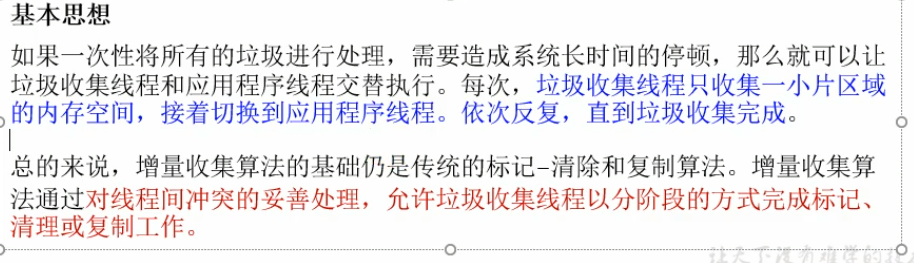 基本思想
如果一次性将所有的垃圾进行处理，需要造成系统长时间的停顿，那么就可以让
垃圾收集线程和应用程序线程交替执行。每次，垃圾收集线程只收集一小片区域
的内存空间，接着切换到应用程序线程。依次反复，直到垃圾收集完成。
总的来说，增量收集算法的基础仍是传统的标记-清除和复制算法。增量收集算
法通过对线程间冲突的妥善处理，允许垃圾收集线程以分阶段的方式完成标记、
清理或复制工作。
让天下没有难学的技